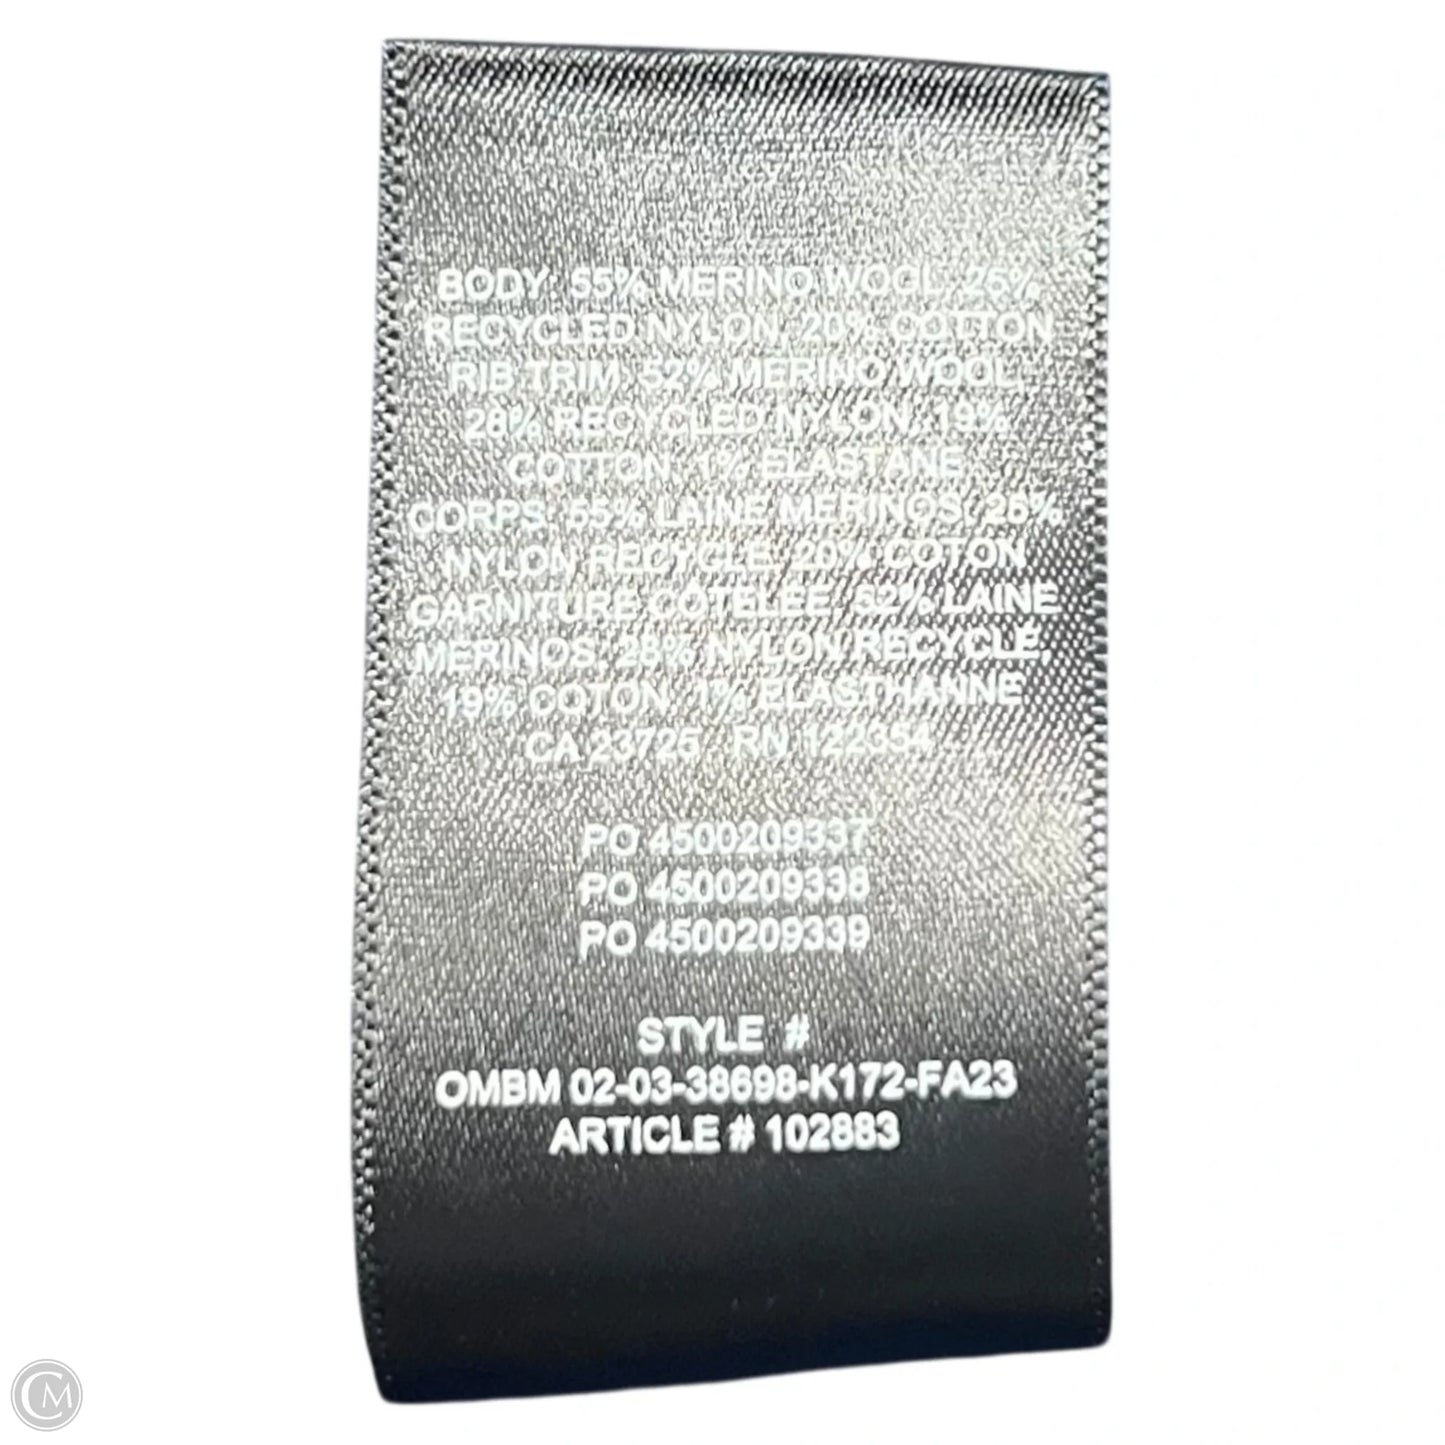 BODY: 55% MERINO WOOL, 25%
RECYCLED NYLON, 20% COTTON
RIB TRIM: 52% MERINO WOOL,
28% RECYCLED NYLON, 19%
COTTON, 1% ELASTANE
CORPS: 55% LAINE MERINOS, 25%
NYLON RECYCLE, 20% COTON
GARNITURE COTELEE: 52% LAINE
MERINOS, 28% NYLON RECYCLÉ,
19% COTON, 1% ELASTHANNE
CA 23725 RN 122354
PO 4500209337
PO 4500209338
PO 4500209339
STYLE #
OMBM 02-03-38698-K172-FA23
ARTICLE # 102883
CM